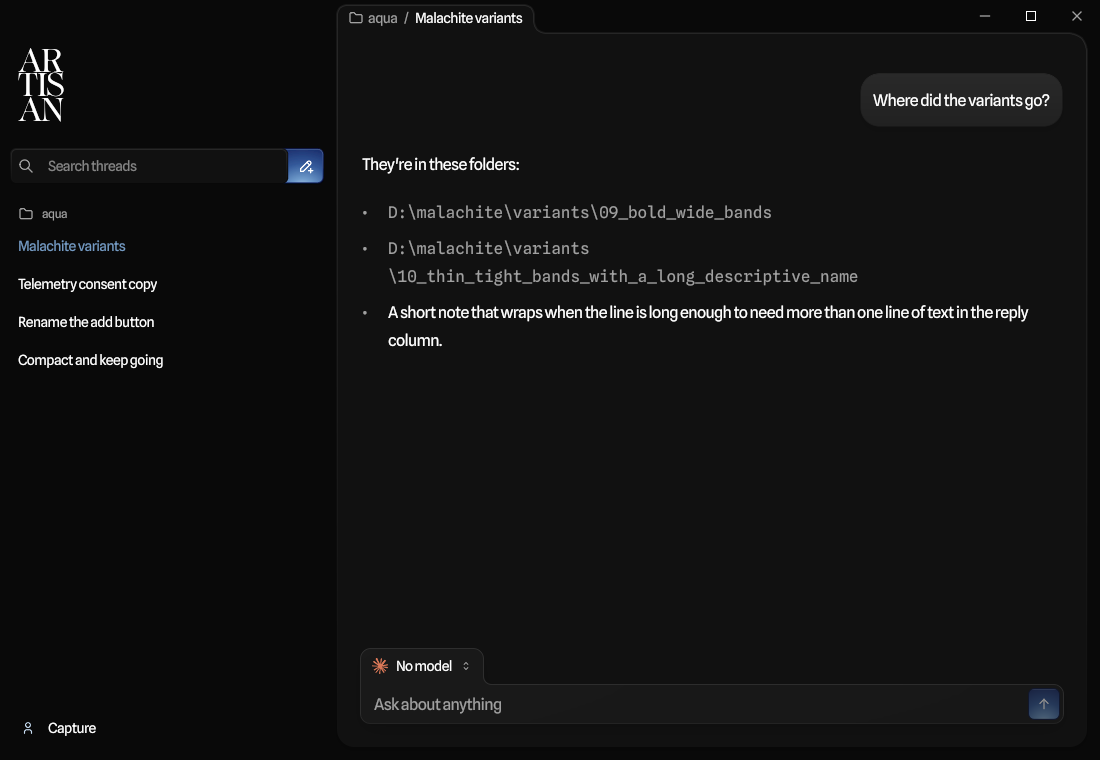 aqua / Malachite variants
AR
TIS
AN
Search threads
aqua
Malachite variants
Telemetry consent copy
Rename the add button
Compact and keep going
Capture
Where did the variants go?
They're in these folders:
• D:\malachite\variants\09_bold_wide_bands
• D:\malachite\variants
\10_thin_tight_bands_with_a_long_descriptive_name
• A short note that wraps when the line is long enough to need more than one line of text in the reply
column.
No model
Ask about anything